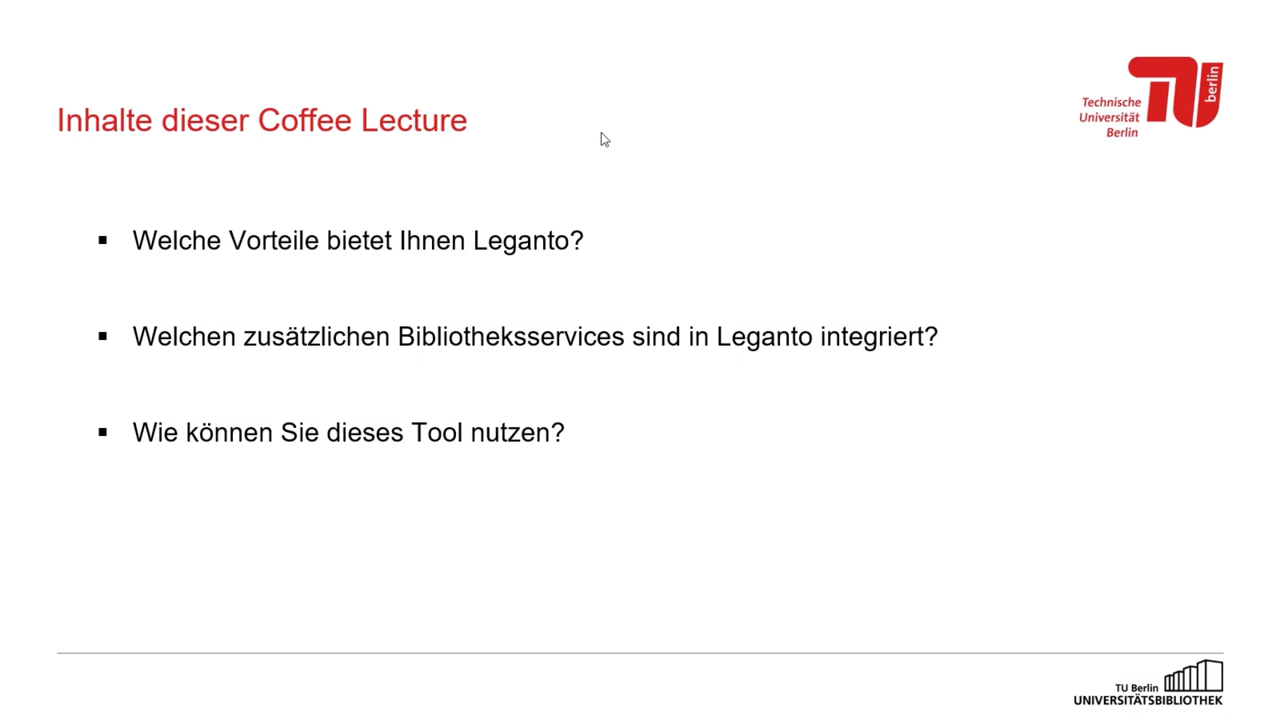 Inhalte dieser Coffee Lecture
Technische
Universität
Berlin
berlin
Welche Vorteile bietet Ihnen Leganto?
Welchen zusätzlichen Bibliotheksservices sind in Leganto integriert?
Wie können Sie dieses Tool nutzen?
TU Berlin
UNIVERSITÄTSBIBLIOTHEK